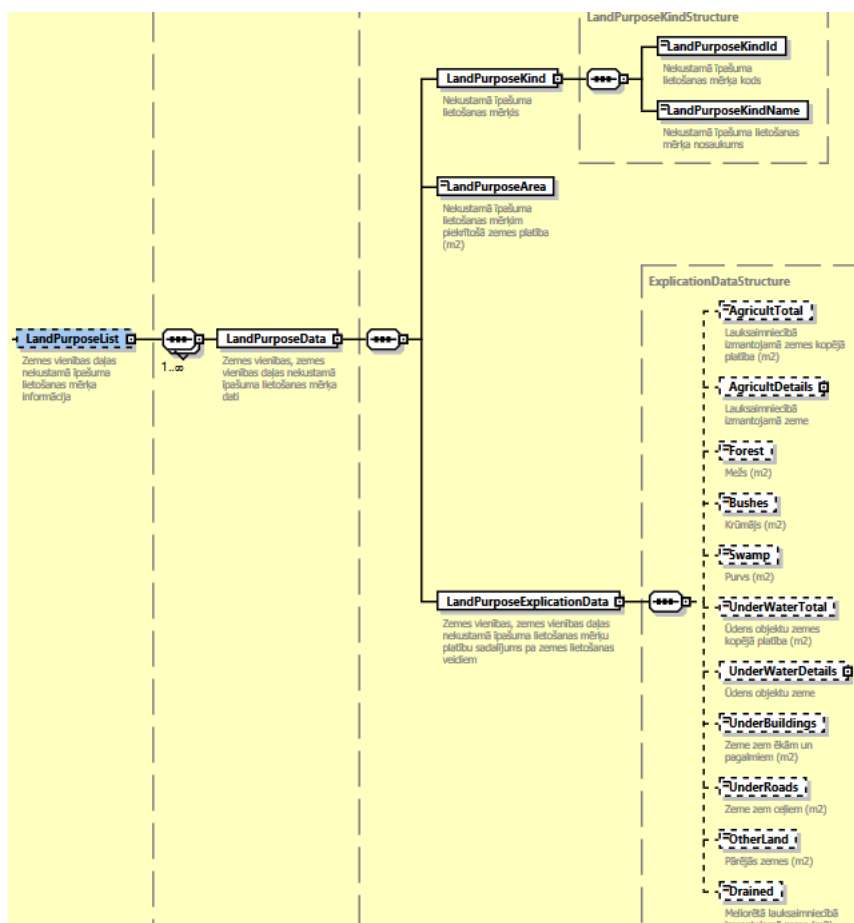 LandPurposeKindStructure
LandPurposeKindId
Nekustamā īpašuma
lietošanas mērķa kods
LandPurposeKind
Nekustamā īpašuma
lietošanas mērķis
LandPurposeKindName
Nekustamā īpašuma lietošanas
mērķa nosaukums
LandPurposeArea
Nekustamā īpašuma
lietošanas mērķim
piekrītošā zemes platība
(m2)
LandPurposeList
Zemes vienības daļas
nekustamā īpašuma
lietošanas mērķa
informācija
1..∞
LandPurposeData
Zemes vienības, zemes
vienības daļas nekustamā
īpašuma lietošanas mērķa
dati
ExplicationDataStructure
AgricultTotal
Lauksaimniecībā
izmantojamā zemes kopējā
platība (m2)
AgricultDetails
Lauksaimniecībā
izmantojamā zeme
Forest
Mežs (m2)
Bushes
Krūmājs (m2)
Swamp
Purvs (m2)
LandPurposeExplicationData
Zemes vienības, zemes vienības daļas
nekustamā īpašuma lietošanas mērķu
platību sadalījums pa zemes lietošanas
veidiem
UnderWaterTotal
Ūdens objektu zemes
kopējā platība (m2)
UnderWaterDetails
Ūdens objektu zeme
UnderBuildings
Zeme zem ēkām un
pagalmiem (m2)
UnderRoads
Zeme zem ceļiem (m2)
OtherLand
Pārējās zemes (m2)
Drained
Meliorētā lauksaimniecībā